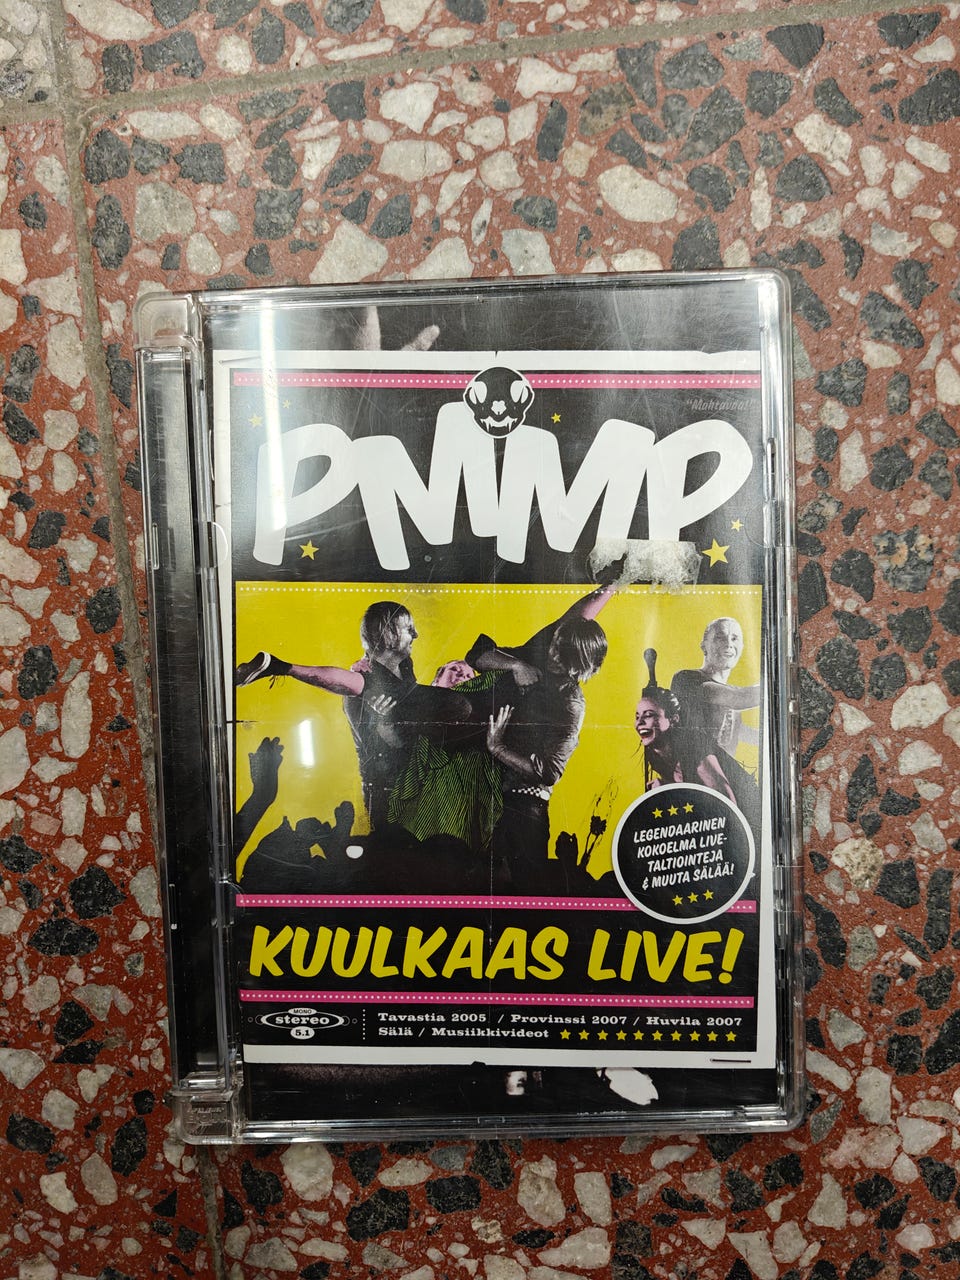 "Mahtavaa!"
PMMP
LEGENDAARINEN
KOKOELMA LIVE-
TALTIOINTEJA
& MUUTA SÄLÄÄ!
KUULKAAS LIVE!
MONO
stereo
5.1
Tavastia 2005 / Provinssi 2007 / Huvila 2007
Sälä / Musiikkivideot